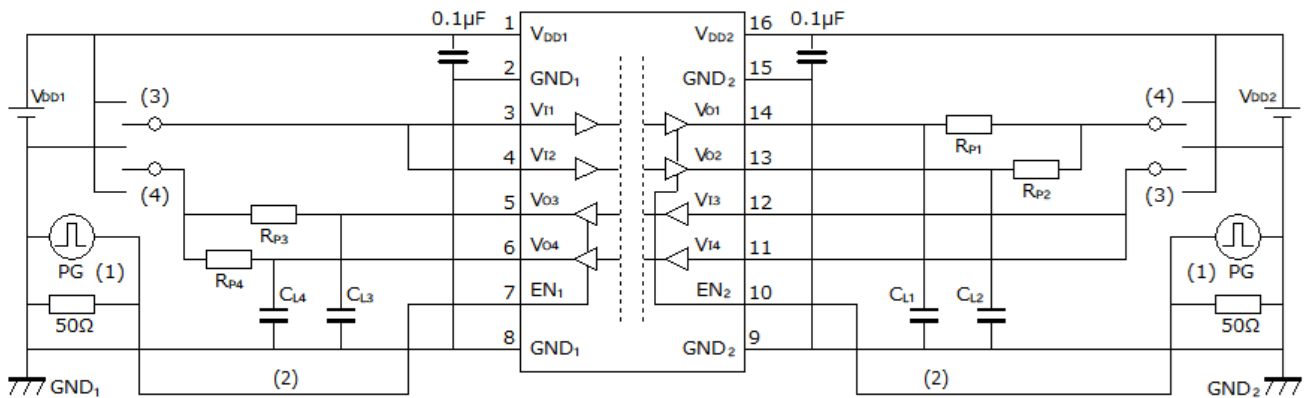 0.1μF 1 16 0.1μF
VDD1 VDD2
2 15
GND1 GND2
VDD1 (3) 3 VI1 VO1 14 (4) VDD2
4 VI2 VO2 13 RP1
(4) 5 VO3 VI3 12 RP2 (3)
RP3
6 VO4 VI4 11
PG (1) RP4 (1) PG
CL4 CL3 7 EN1 EN2 10 CL1 CL2
50Ω 50Ω
8 GND1 GND2 9
GND1 (2) (2) GND2